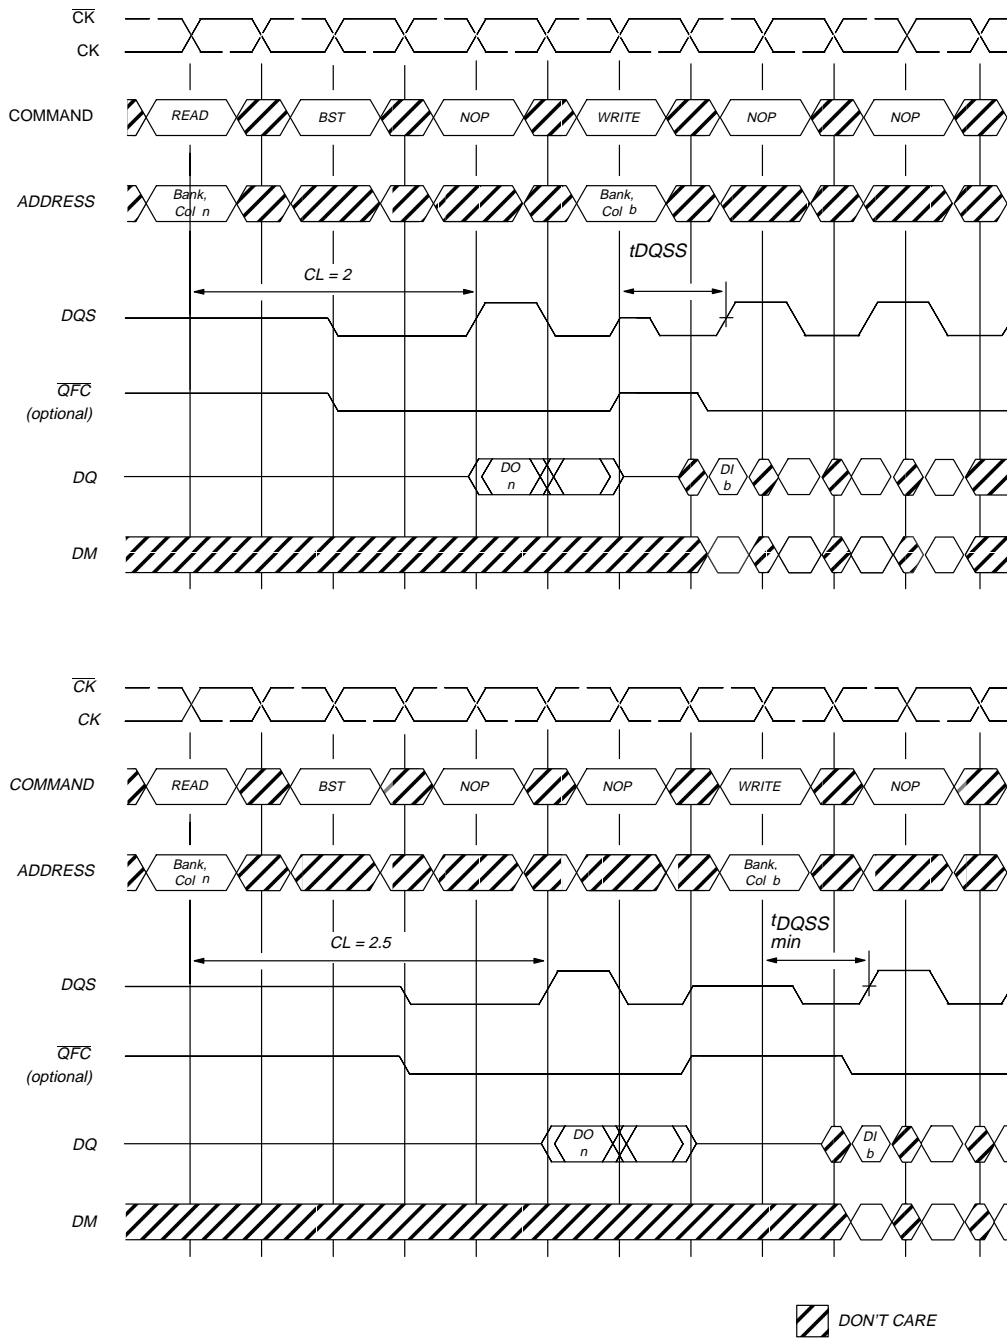 CK
CK
COMMAND READ BST NOP WRITE NOP NOP
ADDRESS Bank, Col n Bank, Col b
tDQSS
CL = 2
DQS
QFC
(optional)
DQ DO n DI b
DM
CK
CK
COMMAND READ BST NOP NOP WRITE NOP
ADDRESS Bank, Col n Bank, Col b
tDQSS
min
CL = 2.5
DQS
QFC
(optional)
DQ DO n DI b
DM
DON'T CARE